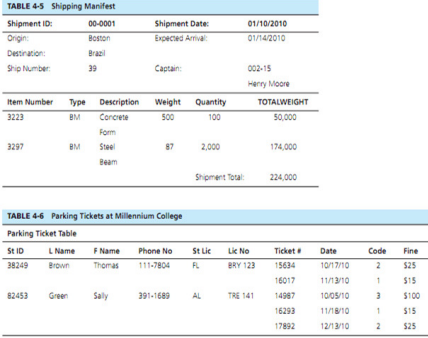 TABLE 4-5 Shipping Manifest
Shipment ID: 00-0001 Shipment Date: 01/10/2010
Origin: Boston Expected Arrival: 01/14/2010
Destination: Brazil
Ship Number: 39 Captain: 002-15
Henry Moore
Item Number Type Description Weight Quantity TOTALWEIGHT
3223 BM Concrete 500 100 50,000
Form
3297 BM Steel 87 2,000 174,000
Beam
Shipment Total: 224,000
TABLE 4-6 Parking Tickets at Millennium College
Parking Ticket Table
St ID L Name F Name Phone No St Lic Lic No Ticket # Date Code Fine
38249 Brown Thomas 111-7804 FL BRY 123 15634 10/17/10 2 $25
16017 11/13/10 1 $15
82453 Green Sally 391-1689 AL TRE 141 14987 10/05/10 3 $100
16293 11/18/10 1 $15
17892 12/13/10 2 $25